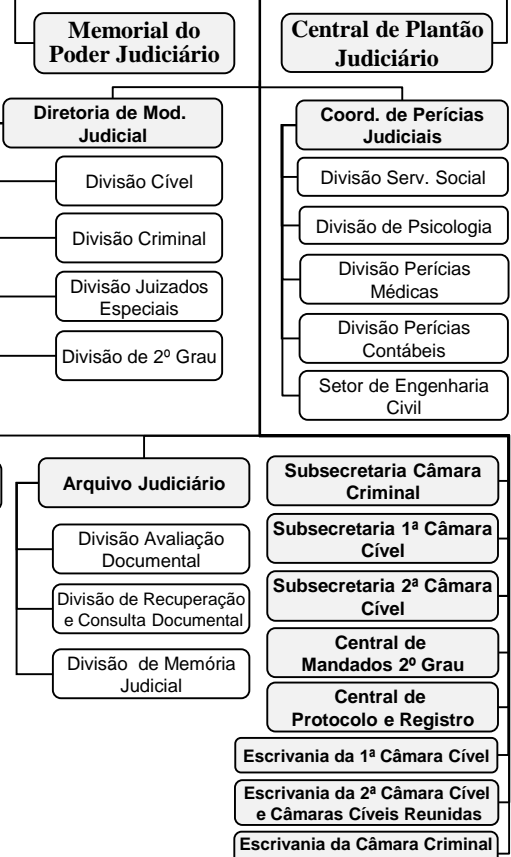 Memorial do
Poder Judiciário
Central de Plantão
Judiciário
Diretoria de Mod.
Judicial
Divisão Cível
Divisão Criminal
Divisão Juizados
Especiais
Divisão de 2º Grau
Coord. de Perícias
Judiciais
Divisão Serv. Social
Divisão de Psicologia
Divisão Perícias
Médicas
Divisão Perícias
Contábeis
Setor de Engenharia
Civil
Arquivo Judiciário
Divisão Avaliação
Documental
Divisão de Recuperação
e Consulta Documental
Divisão de Memória
Judicial
Subsecretaria Câmara
Criminal
Subsecretaria 1ª Câmara
Cível
Subsecretaria 2ª Câmara
Cível
Central de
Mandados 2º Grau
Central de
Protocolo e Registro
Escrivania da 1ª Câmara Cível
Escrivania da 2ª Câmara Cível
e Câmaras Cíveis Reunidas
Escrivania da Câmara Criminal